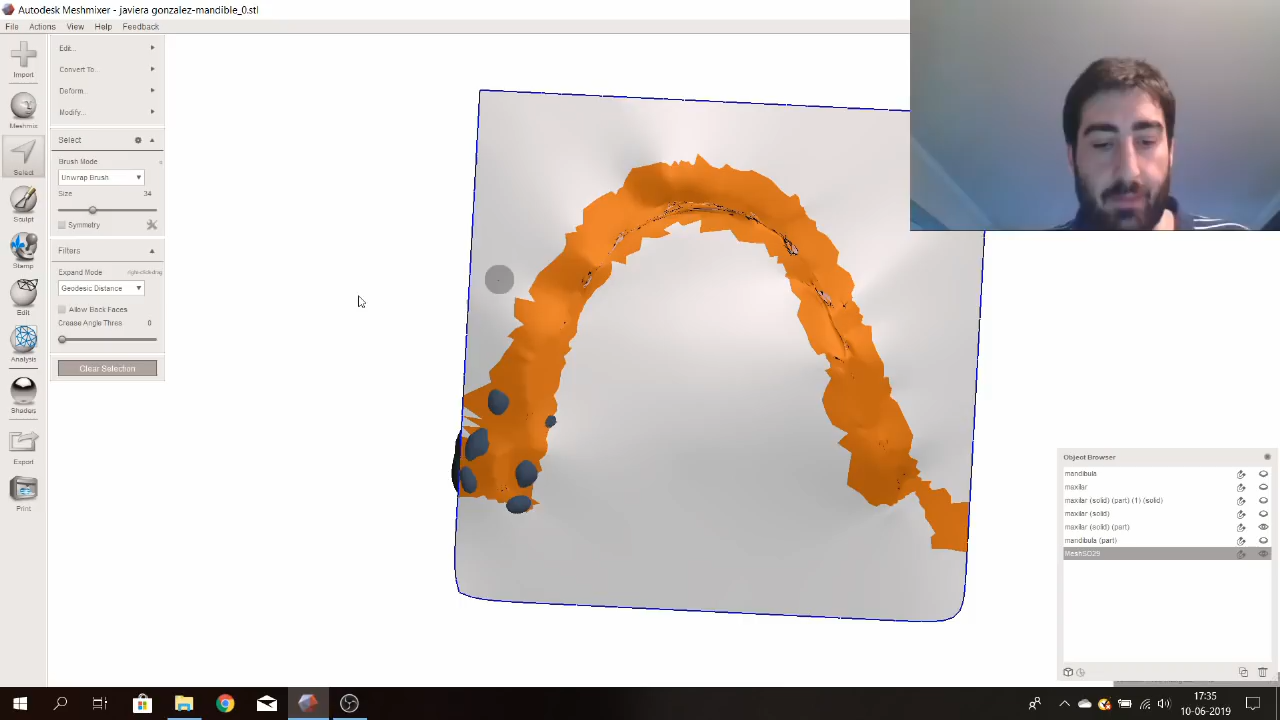 Autodesk Meshmixer - javiera gonzalez-mandible_0.stl
File Actions View Help Feedback
Import
Meshmix
Select
Sculpt
Stamp
Edit
Analysis
Shaders
Export
Print
Edit...
Convert To...
Deform...
Modify...
Select
Brush Mode
Unwrap Brush
Size 34
Symmetry
Filters
Expand Mode
Geodesic Distance
Allow Back Faces
Crease Angle Thres 0
Clear Selection
Object Browser
mandibula
maxilar
maxilar (solid) (part) (1) (solid)
maxilar (solid)
maxilar (solid) (part)
mandibula (part)
17:35
10-06-2019